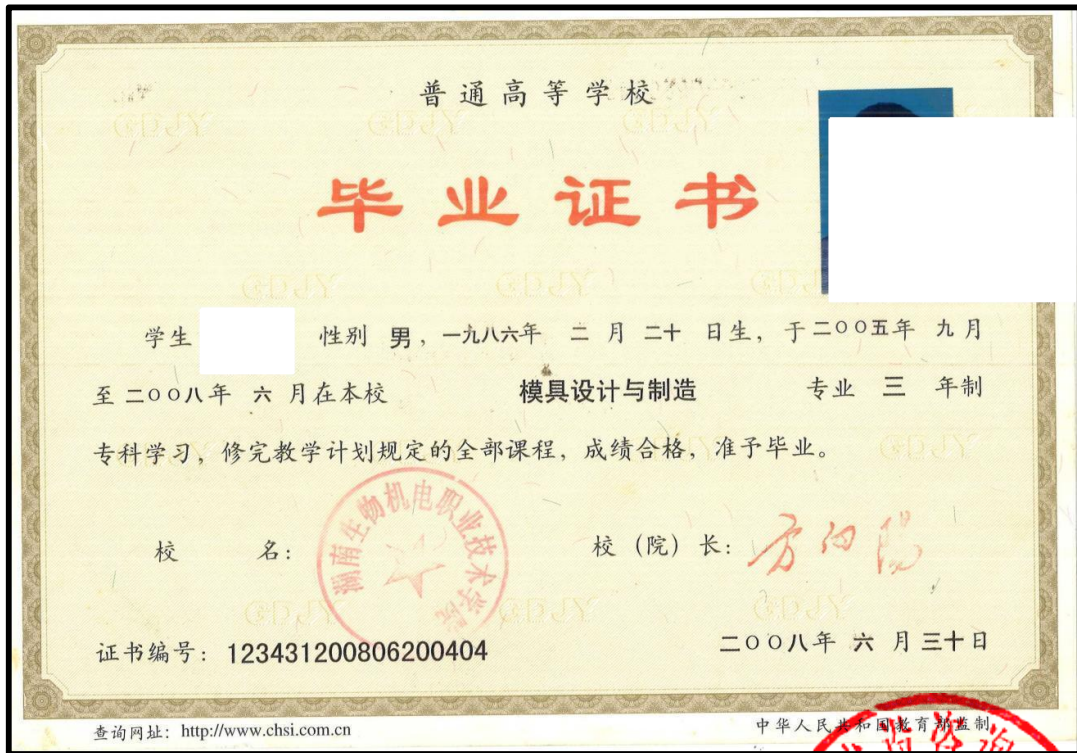 普通高等学校
毕业证书
学生 性别 男，一九八六年 二 月 二十 日生，于二〇〇五年 九月
至二〇〇八年 六 月在本校 模具设计与制造 专业 三 年制
专科学习，修完教学计划规定的全部课程，成绩合格，准予毕业。
湖南生物机电职业技术学院
校 名： 校（院）长：
证书编号：123431200806200404 二〇〇八年 六 月三十日
查询网址：http://www.chsi.com.cn 中华人民共和国教育部监制